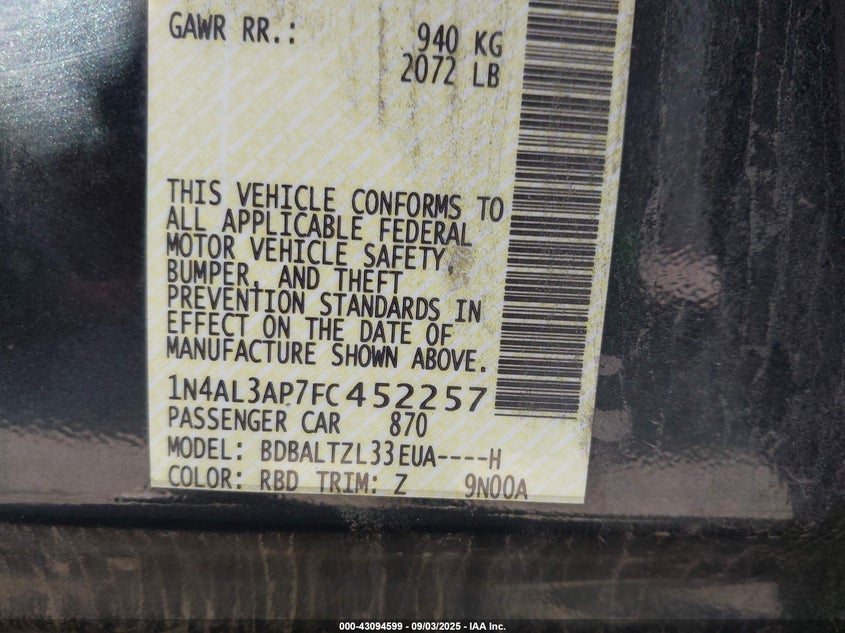 GAWR RR.: 940 KG
2072 LB
THIS VEHICLE CONFORMS TO
ALL APPLICABLE FEDERAL
MOTOR VEHICLE SAFETY,
BUMPER, AND THEFT
PREVENTION STANDARDS IN
EFFECT ON THE DATE OF
MANUFACTURE SHOWN ABOVE.
1N4AL3AP7FC452257
PASSENGER CAR 870
MODEL: BDBALTZL33EUA----H
COLOR: RBD TRIM: Z 9N00A
000-43094599 - 09/03/2025 - IAA Inc.